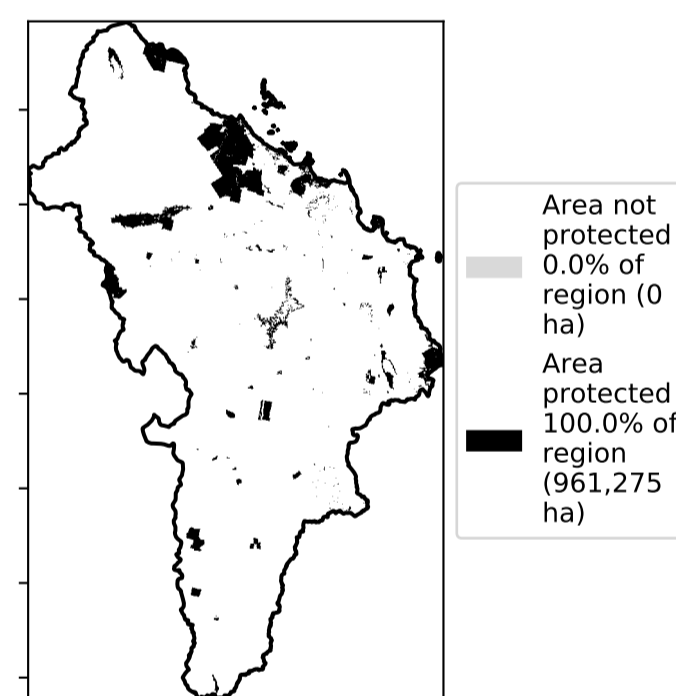 Area not
protected
0.0% of
region (0
ha)
Area
protected
100.0% of
region
(961,275
ha)